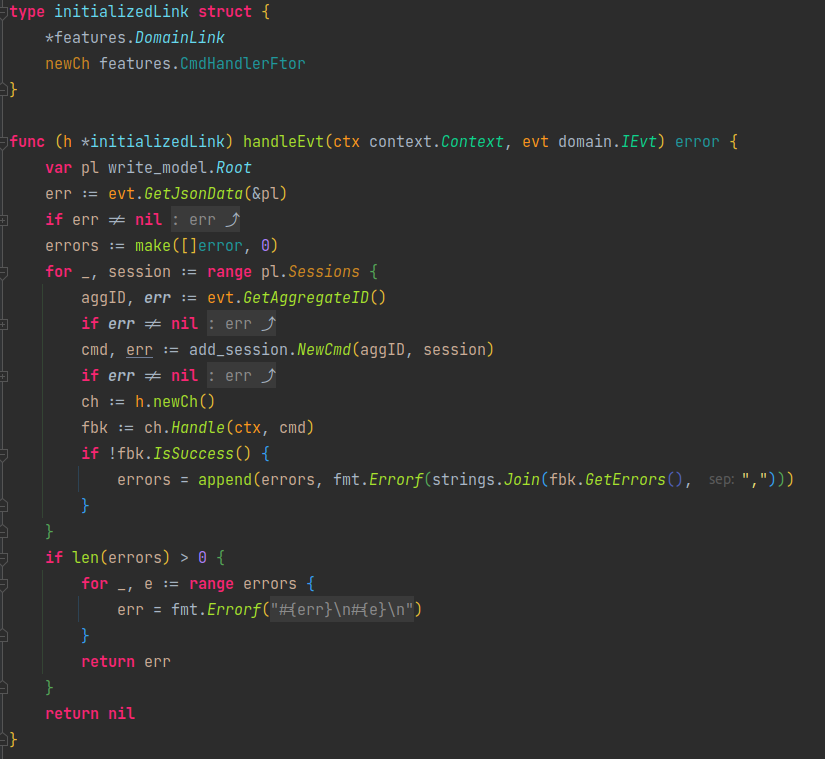 type initializedLink struct {
    *features.DomainLink
    newCh features.CmdHandlerFtor
}

func (h *initializedLink) handleEvt(ctx context.Context, evt domain.IEvt) error {
    var pl write_model.Root
    err := evt.GetJsonData(&pl)
    if err ≠ nil : err ⤴
    errors := make([]error, 0)
    for _, session := range pl.Sessions {
        aggID, err := evt.GetAggregateID()
        if err ≠ nil : err ⤴
        cmd, err := add_session.NewCmd(aggID, session)
        if err ≠ nil : err ⤴
        ch := h.newCh()
        fbk := ch.Handle(ctx, cmd)
        if !fbk.IsSuccess() {
            errors = append(errors, fmt.Errorf(strings.Join(fbk.GetErrors(), sep: ",")))
        }
    }
    if len(errors) > 0 {
        for _, e := range errors {
            err = fmt.Errorf("#{err}\n#{e}\n")
        }
        return err
    }
    return nil
}